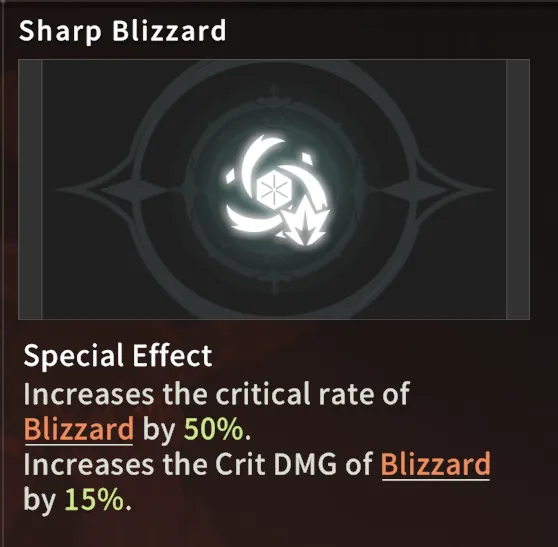 Sharp Blizzard
Special Effect
Increases the critical rate of
Blizzard by 50%.
Increases the Crit DMG of Blizzard
by 15%.